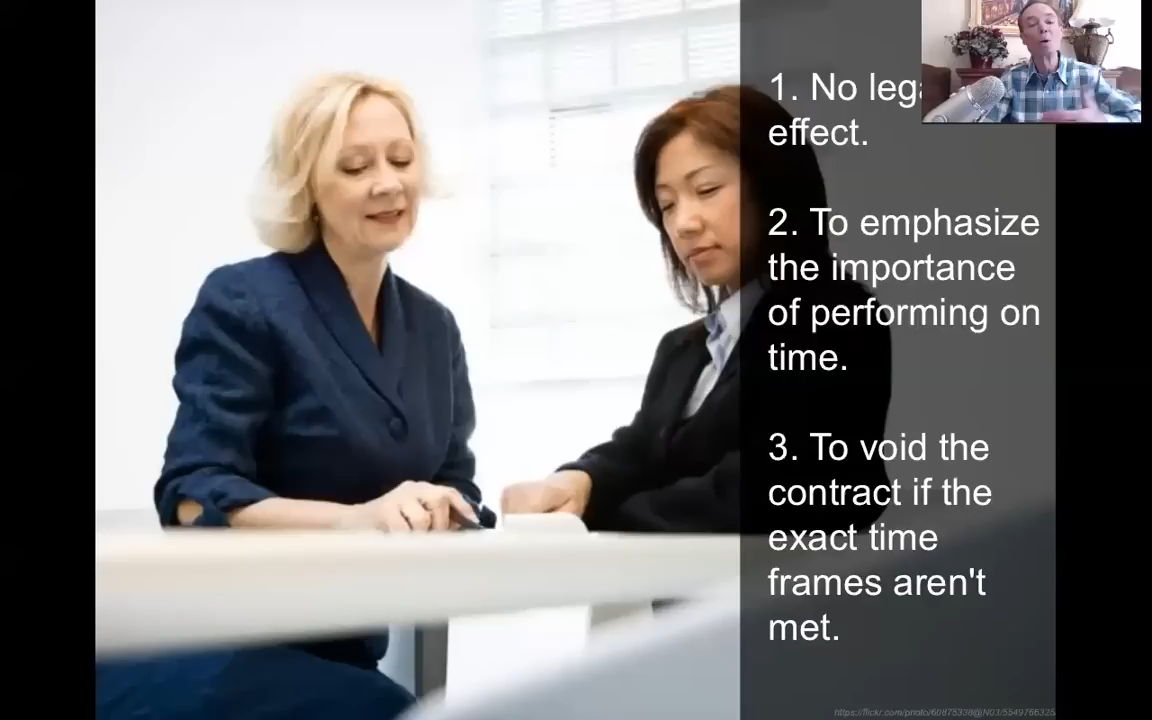 1. No lega
effect.
2. To emphasize
the importance
of performing on
time.
3. To void the
contract if the
exact time
frames aren't
met.